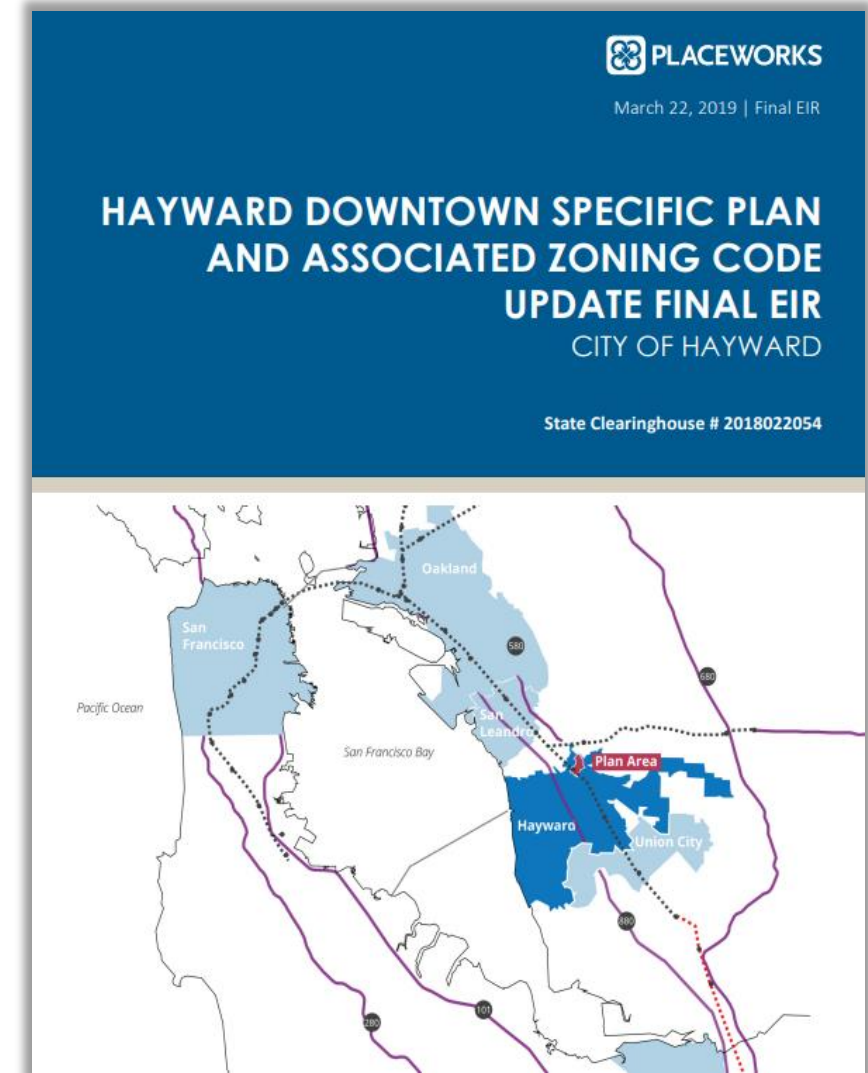 PLACEWORKS
March 22, 2019 | Final EIR
HAYWARD DOWNTOWN SPECIFIC PLAN
AND ASSOCIATED ZONING CODE
UPDATE FINAL EIR
CITY OF HAYWARD
State Clearinghouse # 2018022054
Oakland
San
Francisco
580
680
Pacific Ocean
San
Leandro
San Francisco Bay
Plan Area
Hayward
Union City
880
101
280